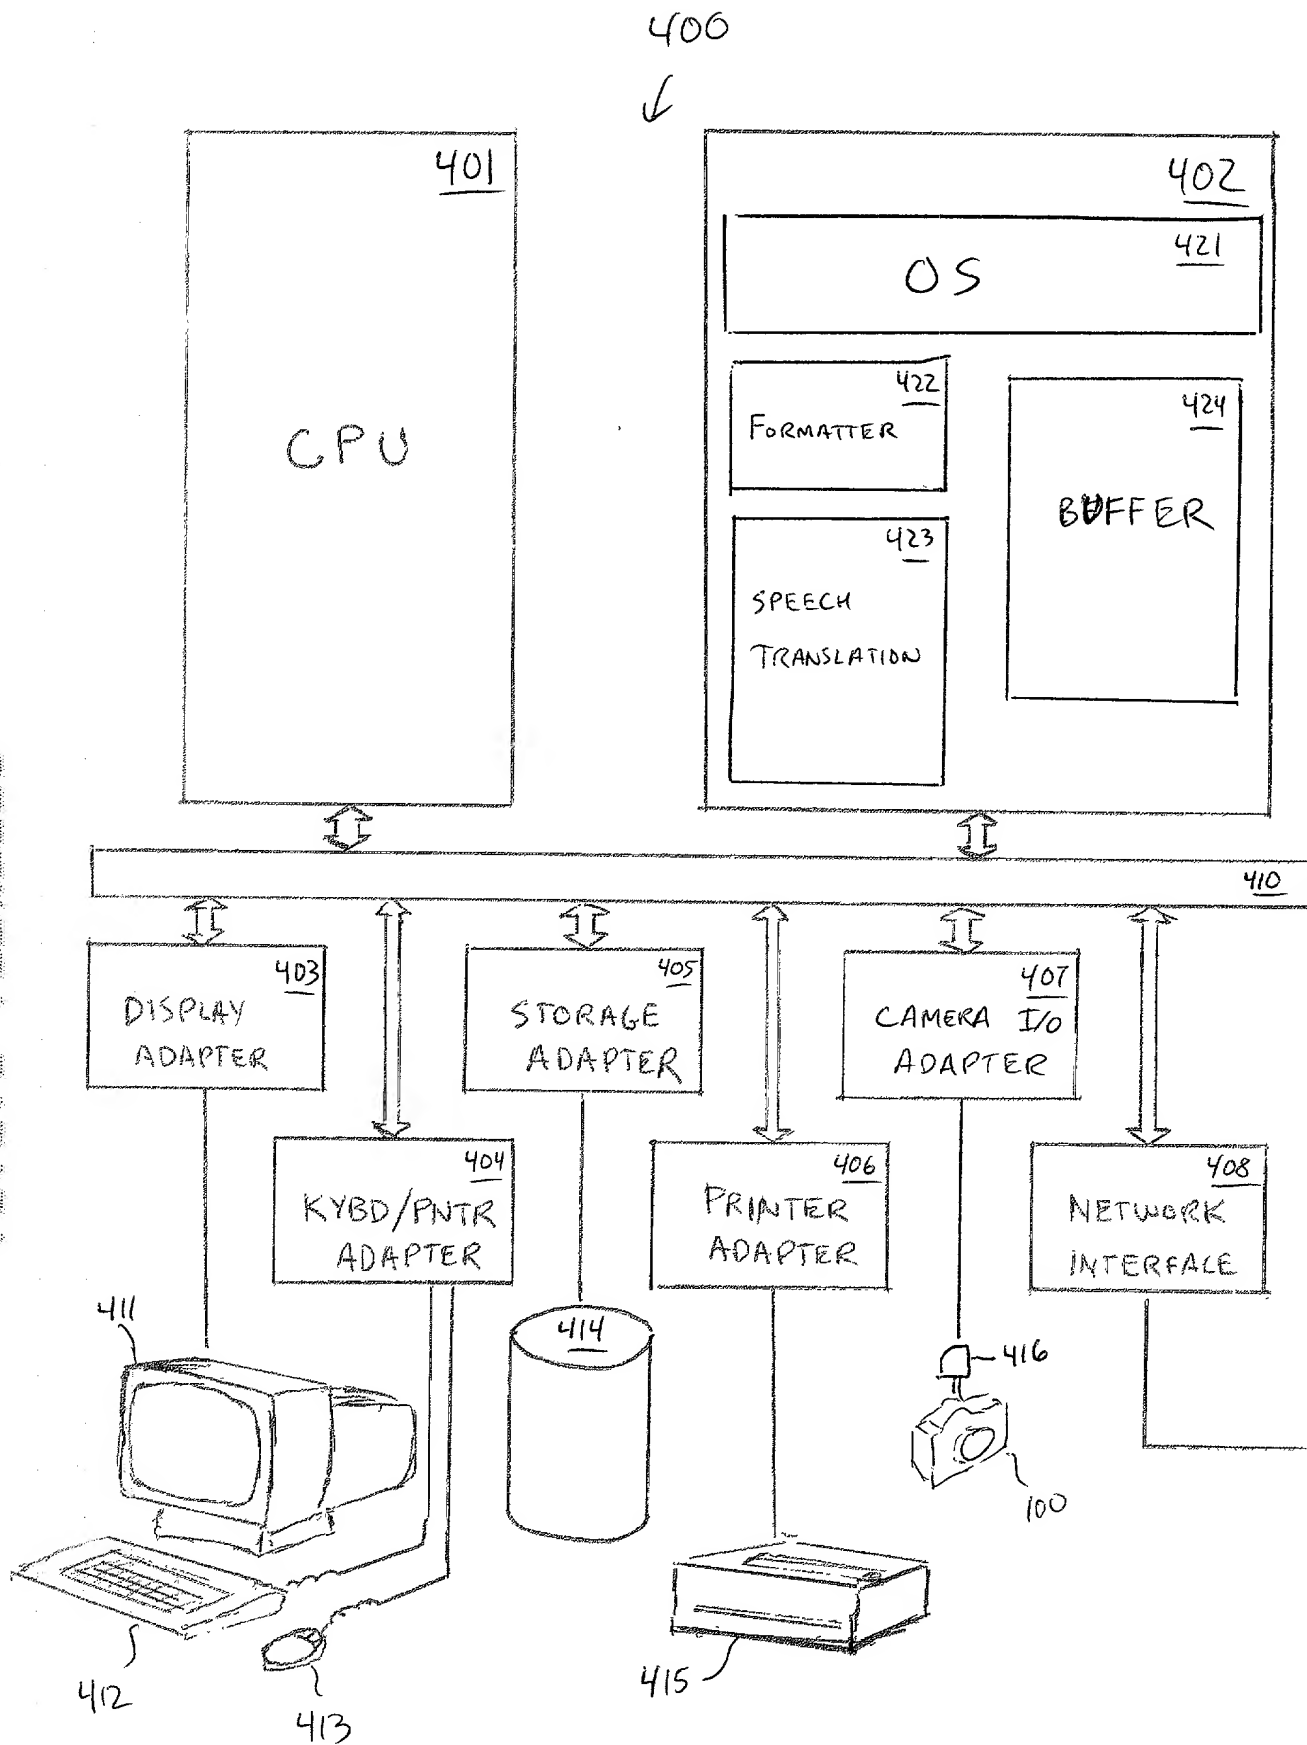 400
401
CPU
402
421
OS
422
FORMATTER
424
BUFFER
423
SPEECH
TRANSLATION
410
403
DISPLAY
ADAPTER
405
STORAGE
ADAPTER
407
CAMERA I/O
ADAPTER
404
KYBD/PNTR
ADAPTER
406
PRINTER
ADAPTER
408
NETWORK
INTERFACE
411
414
416
100
412
413
415